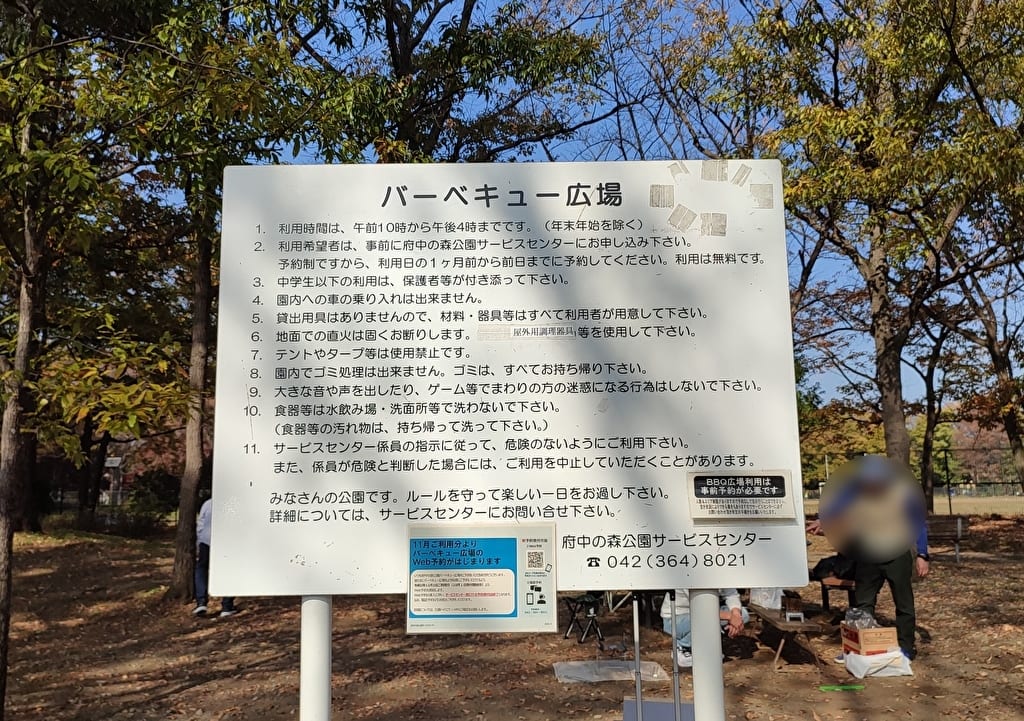 バーベキュー広場
1. 利用時間は、午前10時から午後4時までです。（年末年始を除く）
2. 利用希望者は、事前に府中の森公園サービスセンターにお申し込み下さい。
予約制ですから、利用日の1ヶ月前から前日までに予約してください。利用は無料です。
3. 中学生以下の利用は、保護者等が付き添って下さい。
4. 園内への車の乗り入れは出来ません。
5. 貸出用具はありませんので、材料・器具等はすべて利用者が用意して下さい。
6. 地面での直火は固くお断りします。 屋外用調理器具等を使用して下さい。
7. テントやタープ等は使用禁止です。
8. 園内でゴミ処理は出来ません。ゴミは、すべてお持ち帰り下さい。
9. 大きな音や声を出したり、ゲーム等でまわりの方の迷惑になる行為はしないで下さい。
10. 食器等は水飲み場・洗面所等で洗わないで下さい。
（食器等の汚れ物は、持ち帰って洗って下さい。）
11. サービスセンター係員の指示に従って、危険のないようにご利用下さい。
また、係員が危険と判断した場合には、ご利用を中止していただくことがあります。
みなさんの公園です。ルールを守って楽しい一日をお過し下さい。
詳細については、サービスセンターにお問い合せ下さい。
BBQ広場利用は
事前予約が必要です
府中の森公園サービスセンター
☎ 042(364)8021
11月ご利用分より
バーベキュー広場の
Web予約がはじまります